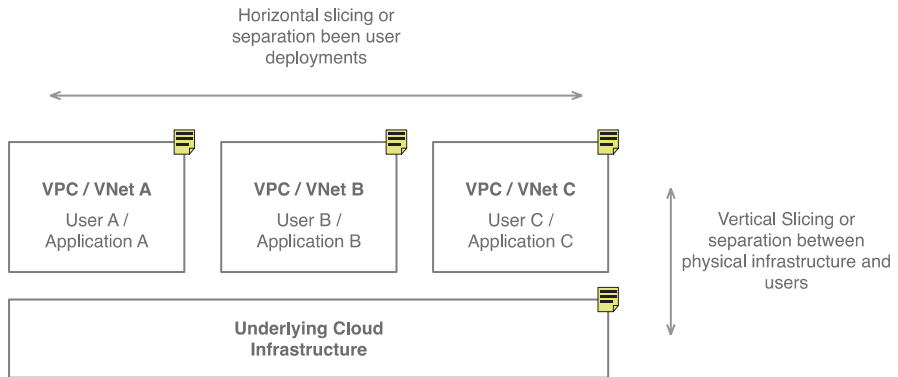 Horizontal slicing or
separation been user
deployments
VPC / VNet A
User A /
Application A
VPC / VNet B
User B /
Application B
VPC / VNet C
User C /
Application C
Vertical Slicing or
separation between
physical infrastructure and
users
Underlying Cloud
Infrastructure